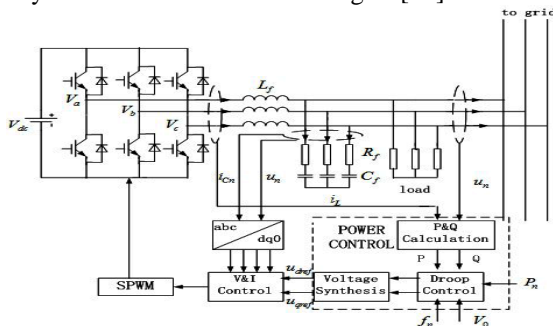 to grid
L_f
V_a
V_b
V_c
V_dc
R_f
C_f
i_Cn
u_n
i_L
load
u_n
abc
dq0
POWER CONTROL
P&Q Calculation
P
Q
SPWM
V&I Control
u_dref
u_qref
Voltage Synthesis
Droop Control
P_n
f_n
V_0